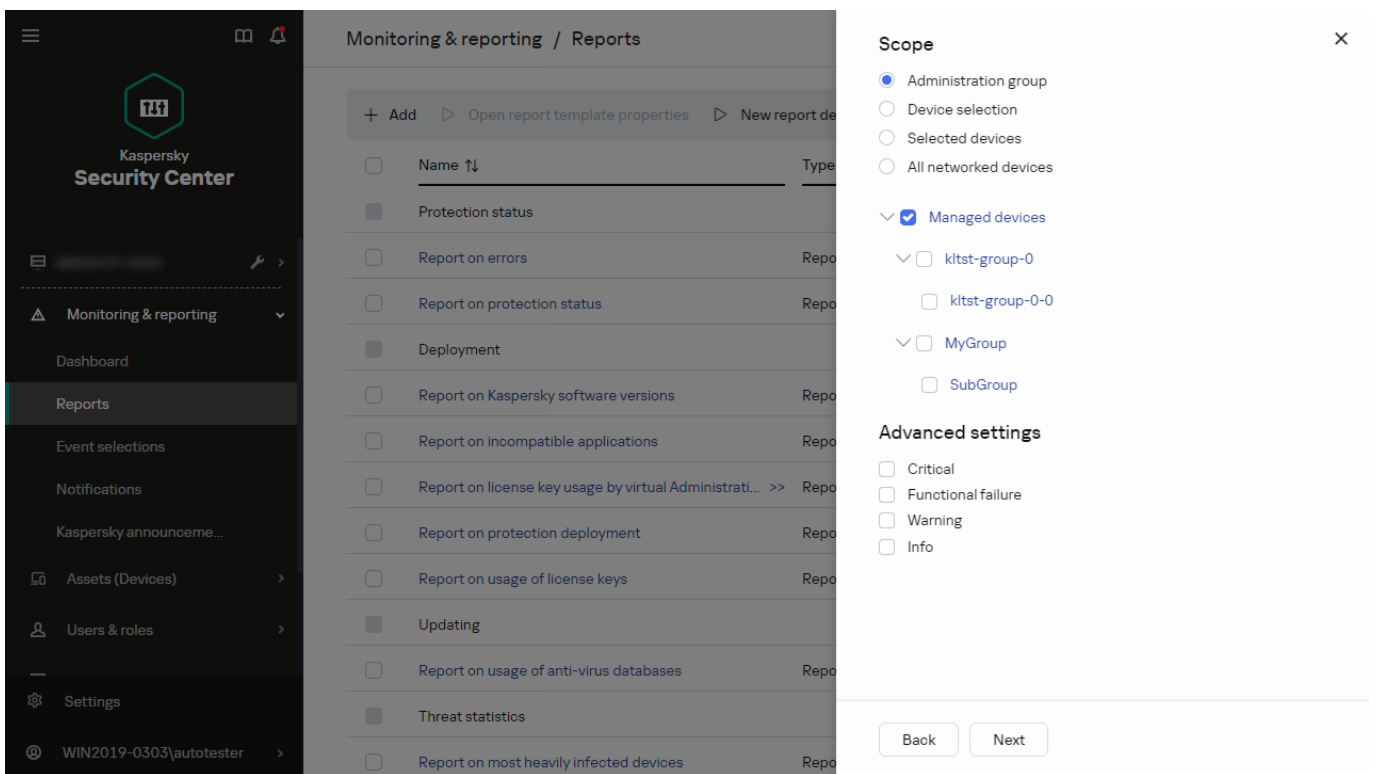 Kaspersky
Security Center
Monitoring & reporting
Dashboard
Reports
Event selections
Notifications
Kaspersky announceme...
Assets (Devices)
Users & roles
Settings
WIN2019-0303\autotester
Monitoring & reporting / Reports
+ Add Open report template properties New report de
Name Type
Protection status
Report on errors Repo
Report on protection status Repo
Deployment
Report on Kaspersky software versions Repo
Report on incompatible applications Repo
Report on license key usage by virtual Administrati... >> Repo
Report on protection deployment Repo
Report on usage of license keys Repo
Updating
Report on usage of anti-virus databases Repo
Threat statistics
Report on most heavily infected devices Repo
Scope
Administration group
Device selection
Selected devices
All networked devices
Managed devices
kltst-group-0
kltst-group-0-0
MyGroup
SubGroup
Advanced settings
Critical
Functional failure
Warning
Info
Back Next